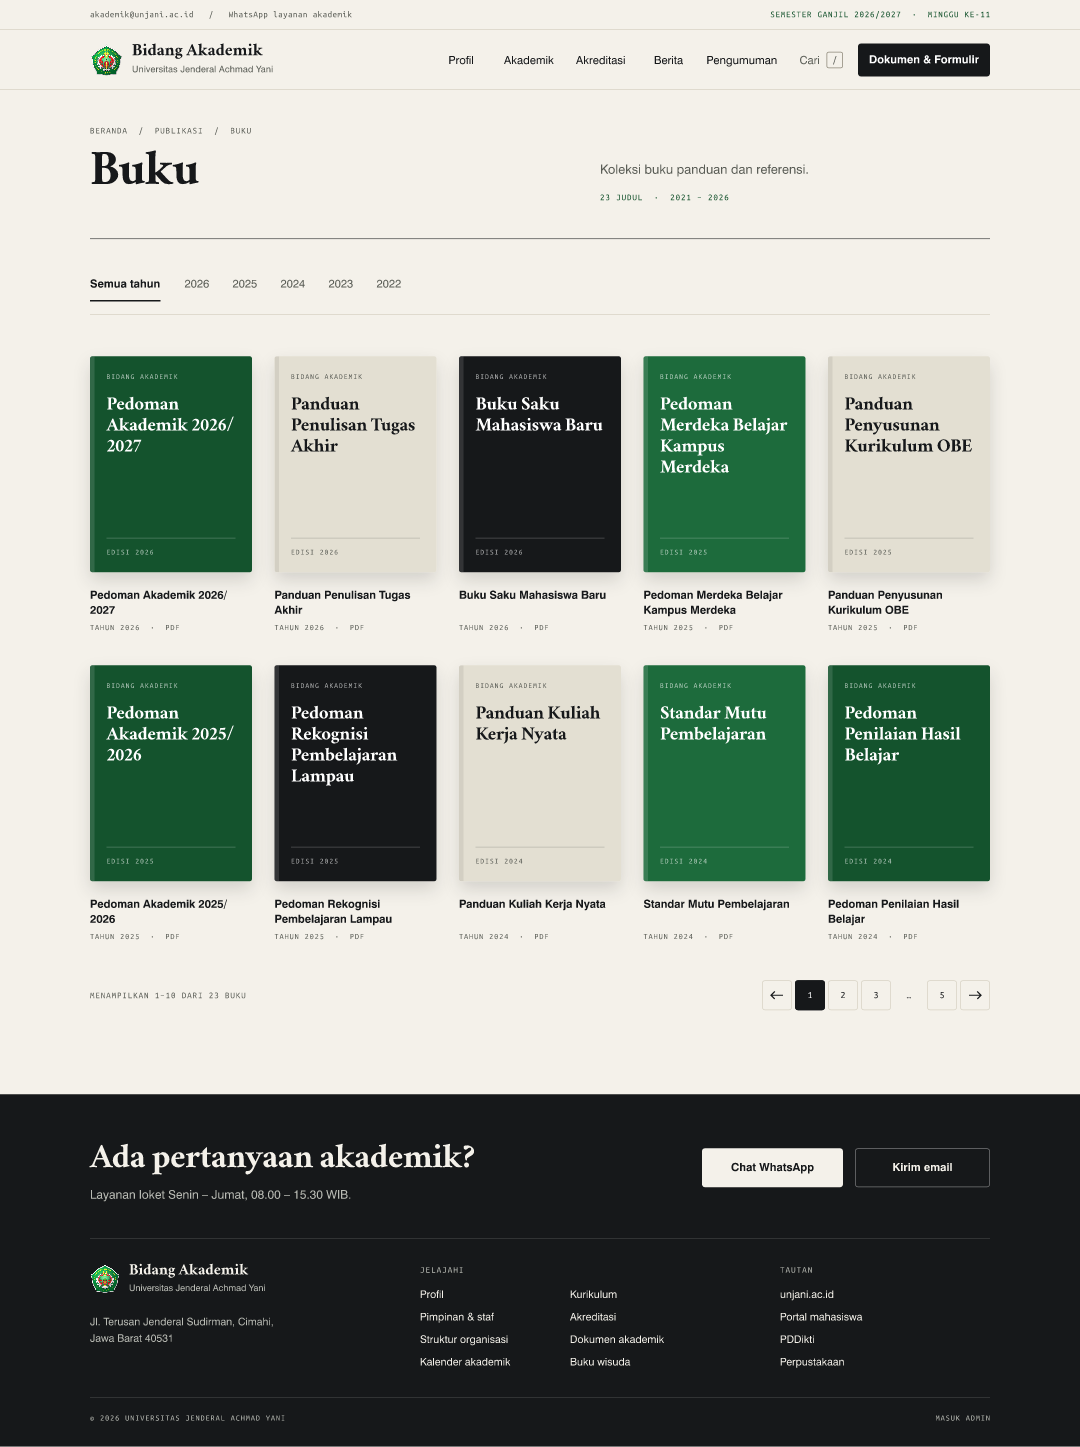 akademik@unjani.ac.id / WhatsApp layanan akademik
SEMESTER GANJIL 2026/2027 · MINGGU KE-11
Bidang Akademik
Universitas Jenderal Achmad Yani
Profil Akademik Akreditasi Berita Pengumuman Cari / Dokumen & Formulir
BERANDA / PUBLIKASI / BUKU
Buku
Koleksi buku panduan dan referensi.
23 JUDUL · 2021 – 2026
Semua tahun 2026 2025 2024 2023 2022
BIDANG AKADEMIK
Pedoman
Akademik 2026/
2027
EDISI 2026
Pedoman Akademik 2026/
2027
TAHUN 2026 · PDF
BIDANG AKADEMIK
Panduan
Penulisan Tugas
Akhir
EDISI 2026
Panduan Penulisan Tugas
Akhir
TAHUN 2026 · PDF
BIDANG AKADEMIK
Buku Saku
Mahasiswa Baru
EDISI 2026
Buku Saku Mahasiswa Baru
TAHUN 2026 · PDF
BIDANG AKADEMIK
Pedoman
Merdeka Belajar
Kampus
Merdeka
EDISI 2025
Pedoman Merdeka Belajar
Kampus Merdeka
TAHUN 2025 · PDF
BIDANG AKADEMIK
Panduan
Penyusunan
Kurikulum OBE
EDISI 2025
Panduan Penyusunan
Kurikulum OBE
TAHUN 2025 · PDF
BIDANG AKADEMIK
Pedoman
Akademik 2025/
2026
EDISI 2025
Pedoman Akademik 2025/
2026
TAHUN 2025 · PDF
BIDANG AKADEMIK
Pedoman
Rekognisi
Pembelajaran
Lampau
EDISI 2025
Pedoman Rekognisi
Pembelajaran Lampau
TAHUN 2025 · PDF
BIDANG AKADEMIK
Panduan Kuliah
Kerja Nyata
EDISI 2024
Panduan Kuliah Kerja Nyata
TAHUN 2024 · PDF
BIDANG AKADEMIK
Standar Mutu
Pembelajaran
EDISI 2024
Standar Mutu Pembelajaran
TAHUN 2024 · PDF
BIDANG AKADEMIK
Pedoman
Penilaian Hasil
Belajar
EDISI 2024
Pedoman Penilaian Hasil
Belajar
TAHUN 2024 · PDF
MENAMPILKAN 1–10 DARI 23 BUKU
← 1 2 3 … 5 →
Ada pertanyaan akademik?
Layanan loket Senin – Jumat, 08.00 – 15.30 WIB.
Chat WhatsApp
Kirim email
Bidang Akademik
Universitas Jenderal Achmad Yani
Jl. Terusan Jenderal Sudirman, Cimahi,
Jawa Barat 40531
JELAJAHI
Profil
Pimpinan & staf
Struktur organisasi
Kalender akademik
Kurikulum
Akreditasi
Dokumen akademik
Buku wisuda
TAUTAN
unjani.ac.id
Portal mahasiswa
PDDikti
Perpustakaan
© 2026 UNIVERSITAS JENDERAL ACHMAD YANI
MASUK ADMIN